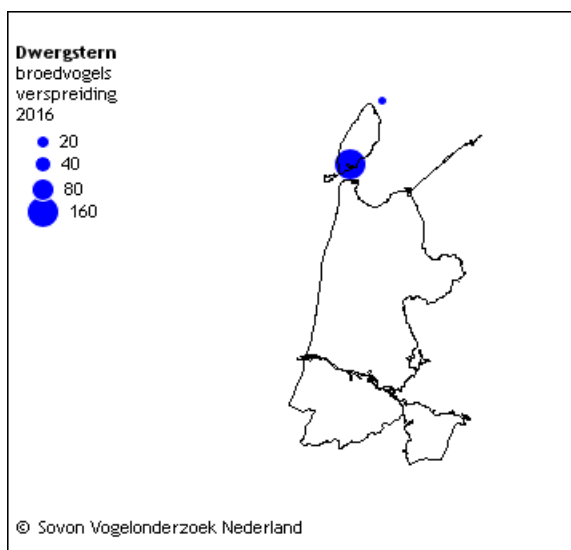 Dwergstern
broedvogels
verspreiding
2016
20
40
80
160
© Sovon Vogelonderzoek Nederland